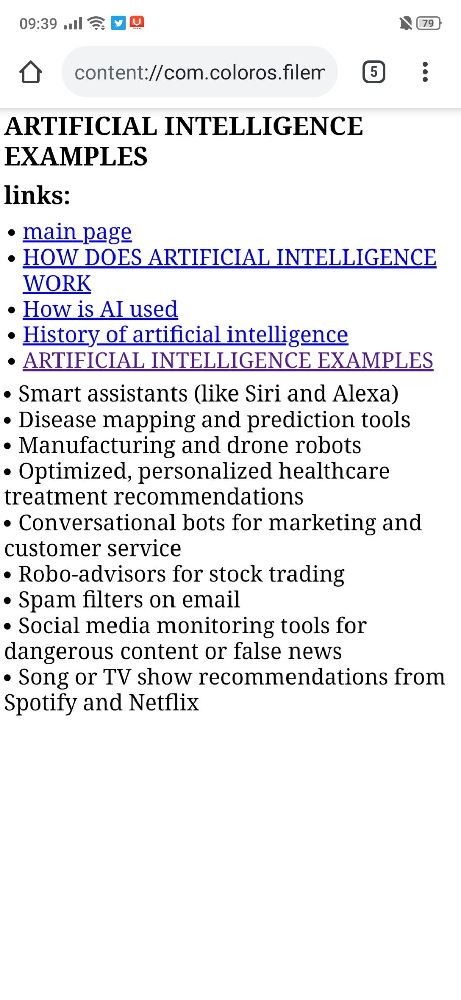 09:39
79
content://com.coloros.filem
5
ARTIFICIAL INTELLIGENCE
EXAMPLES
links:
• main page
• HOW DOES ARTIFICIAL INTELLIGENCE
WORK
• How is AI used
• History of artificial intelligence
• ARTIFICIAL INTELLIGENCE EXAMPLES
• Smart assistants (like Siri and Alexa)
• Disease mapping and prediction tools
• Manufacturing and drone robots
• Optimized, personalized healthcare
treatment recommendations
• Conversational bots for marketing and
customer service
• Robo-advisors for stock trading
• Spam filters on email
• Social media monitoring tools for
dangerous content or false news
• Song or TV show recommendations from
Spotify and Netflix